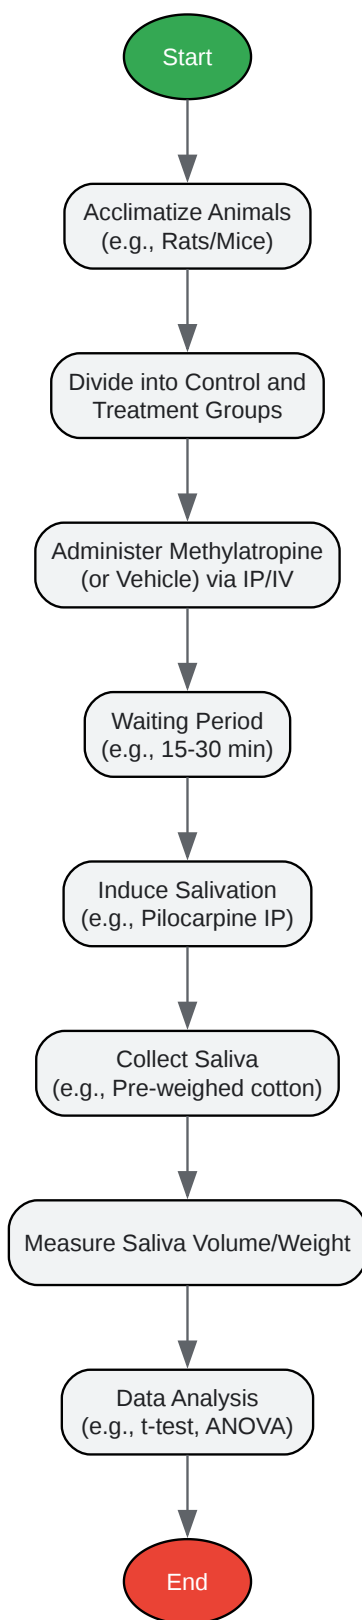 Start
Acclimatize Animals
(e.g., Rats/Mice)
Divide into Control and
Treatment Groups
Administer Methylatropine
(or Vehicle) via IP/IV
Waiting Period
(e.g., 15-30 min)
Induce Salivation
(e.g., Pilocarpine IP)
Collect Saliva
(e.g., Pre-weighed cotton)
Measure Saliva Volume/Weight
Data Analysis
(e.g., t-test, ANOVA)
End